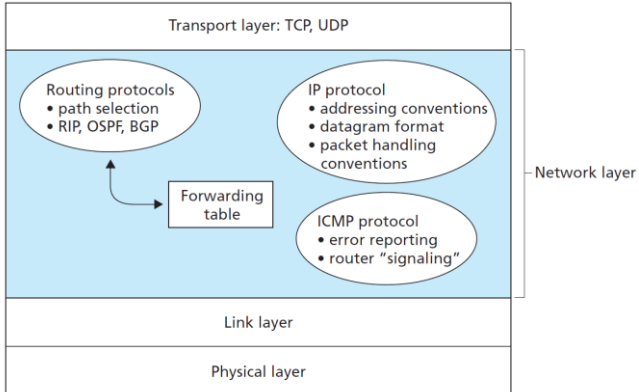 Transport layer: TCP, UDP
Routing protocols
• path selection
• RIP, OSPF, BGP
IP protocol
• addressing conventions
• datagram format
• packet handling
conventions
Network layer
Forwarding
table
ICMP protocol
• error reporting
• router “signaling”
Link layer
Physical layer